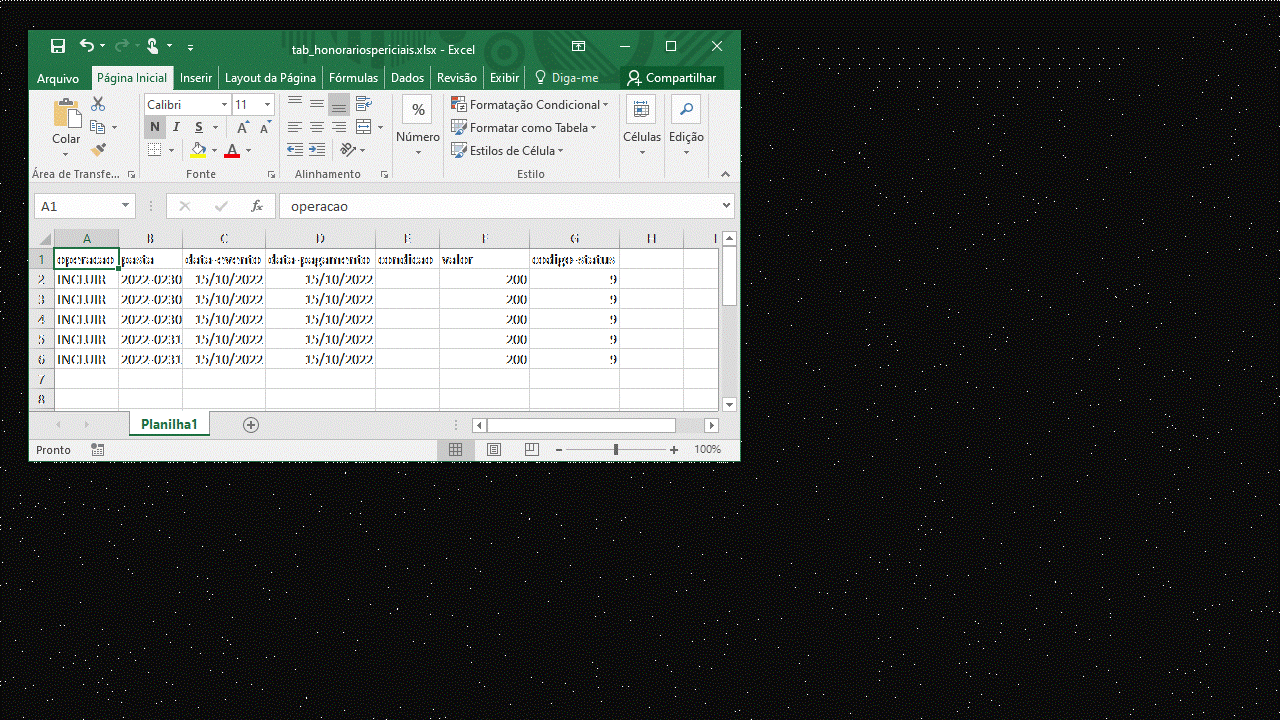 tab_honorariospericiais.xlsx - Excel
Arquivo Página Inicial Inserir Layout da Página Fórmulas Dados Revisão Exibir Diga-me Compartilhar
Calibri 11
Colar
N I S A A
A
%
Número
Formatação Condicional
Formatar como Tabela
Estilos de Célula
Células
Edição
Área de Transfe... Fonte Alinhamento Estilo
A1 fx operacao
A B C D E F G H I
1 operacao pasta data-evento data-pagamento condicao valor codigo-status
2 INCLUIR 2022-0230 15/10/2022 15/10/2022 200 9
3 INCLUIR 2022-0230 15/10/2022 15/10/2022 200 9
4 INCLUIR 2022-0230 15/10/2022 15/10/2022 200 9
5 INCLUIR 2022-0231 15/10/2022 15/10/2022 200 9
6 INCLUIR 2022-0231 15/10/2022 15/10/2022 200 9
7
8
Planilha1
Pronto 100%